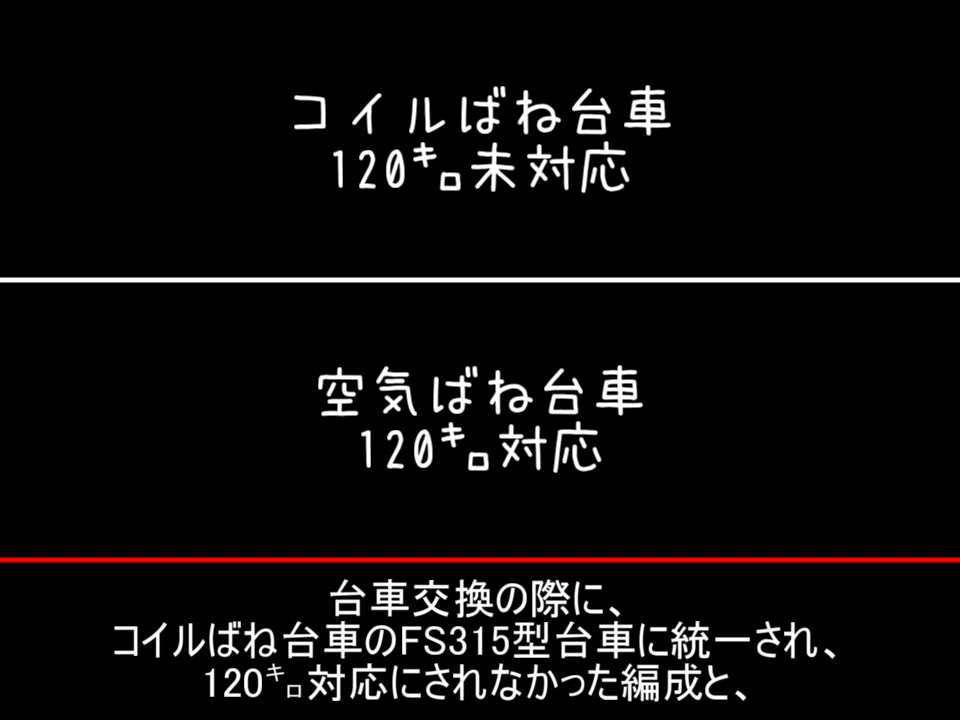 コイルばね台車
120㌔未対応
空気ばね台車
120㌔対応
台車交換の際に、
コイルばね台車のFS315型台車に統一され、
120㌔対応にされなかった編成と、